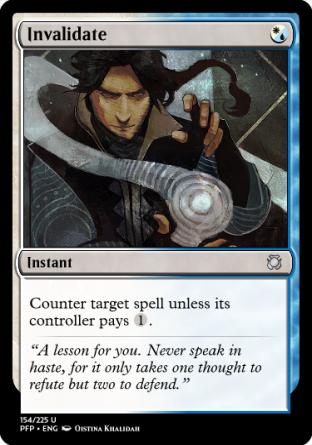 Invalidate
Instant
Counter target spell unless its
controller pays 1.
“A lesson for you. Never speak in
haste, for it only takes one thought to
refute but two to defend.”
154/225 U
PFP • ENG Oistina Khalidah